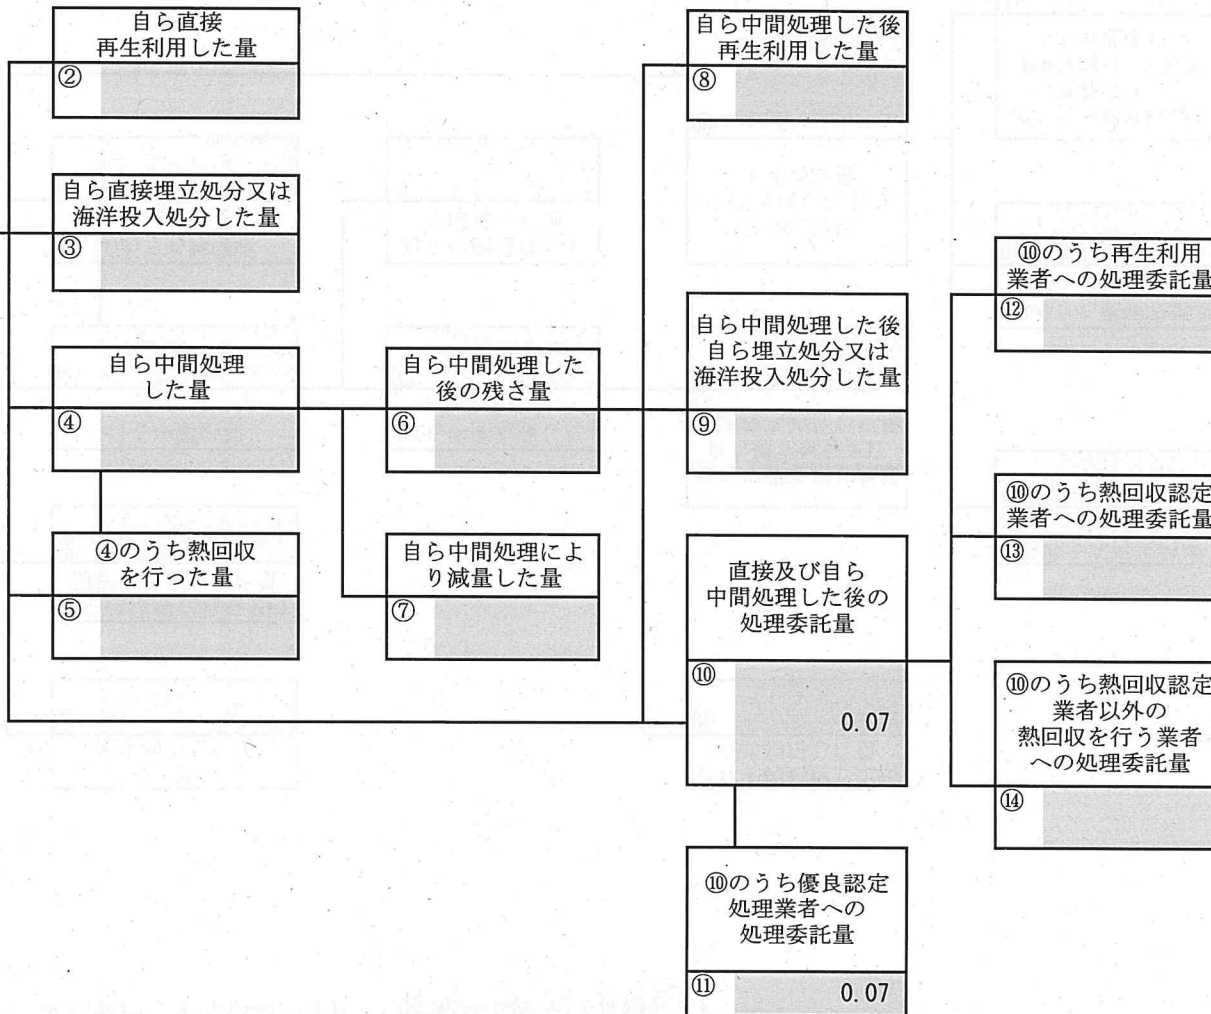 自ら直接
再生利用した量
②
自ら直接埋立処分又は
海洋投入処分した量
③
自ら中間処理
した量
④
④のうち熱回収
を行った量
⑤
自ら中間処理した
後の残さ量
⑥
自ら中間処理によ
り減量した量
⑦
自ら中間処理した後
再生利用した量
⑧
自ら中間処理した後
自ら埋立処分又は
海洋投入処分した量
⑨
直接及び自ら
中間処理した後の
処理委託量
⑩
0.07
⑩のうち優良認定
処理業者への
処理委託量
⑪
0.07
⑩のうち再生利用
業者への処理委託量
⑫
⑩のうち熱回収認定
業者への処理委託量
⑬
⑩のうち熱回収認定
業者以外の
熱回収を行う業者
への処理委託量
⑭